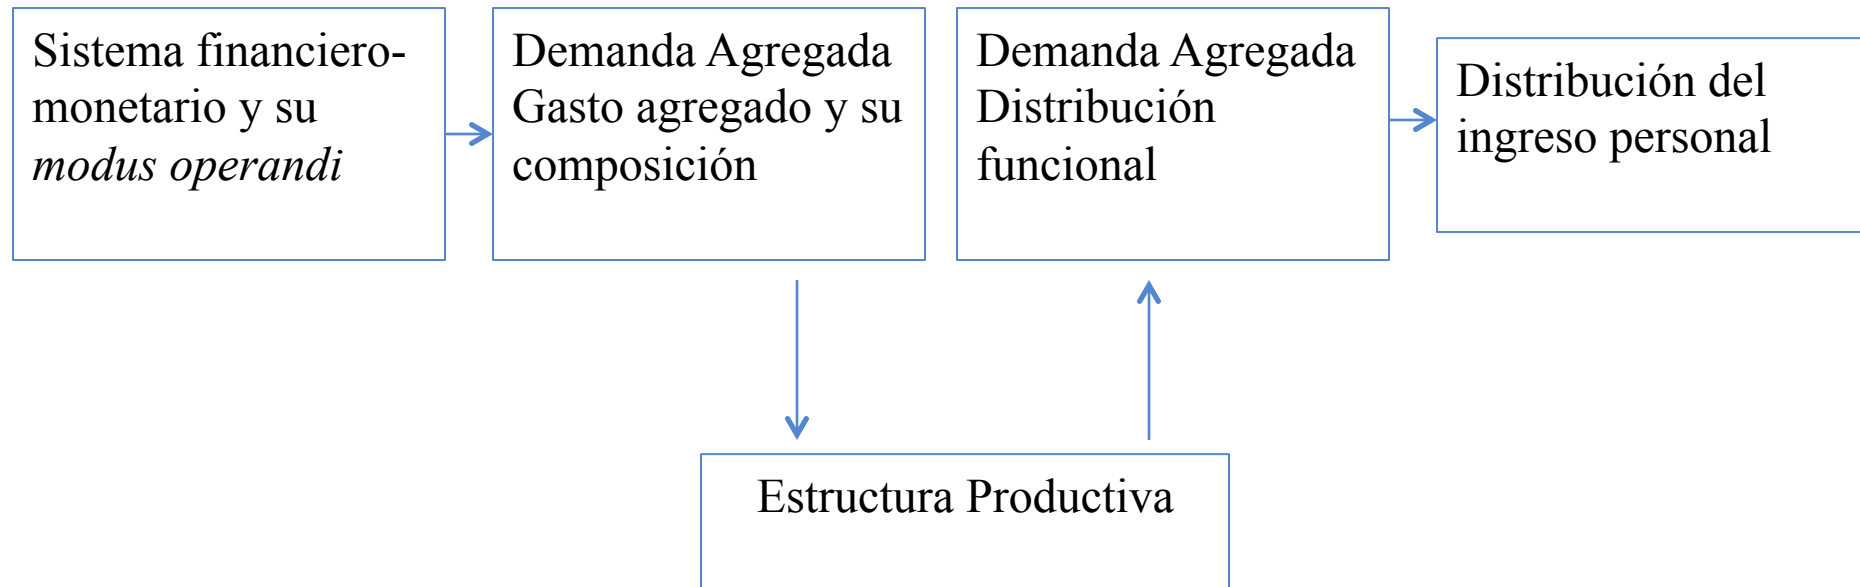 Sistema financiero-
monetario y su
modus operandi
Demanda Agregada
Gasto agregado y su
composición
Demanda Agregada
Distribución
funcional
Distribución del
ingreso personal
Estructura Productiva